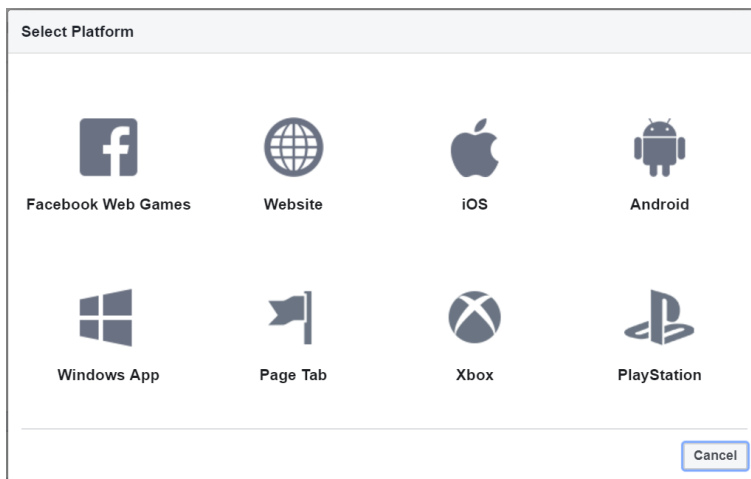 Select Platform
Facebook Web Games
Website
iOS
Android
Windows App
Page Tab
Xbox
PlayStation
Cancel